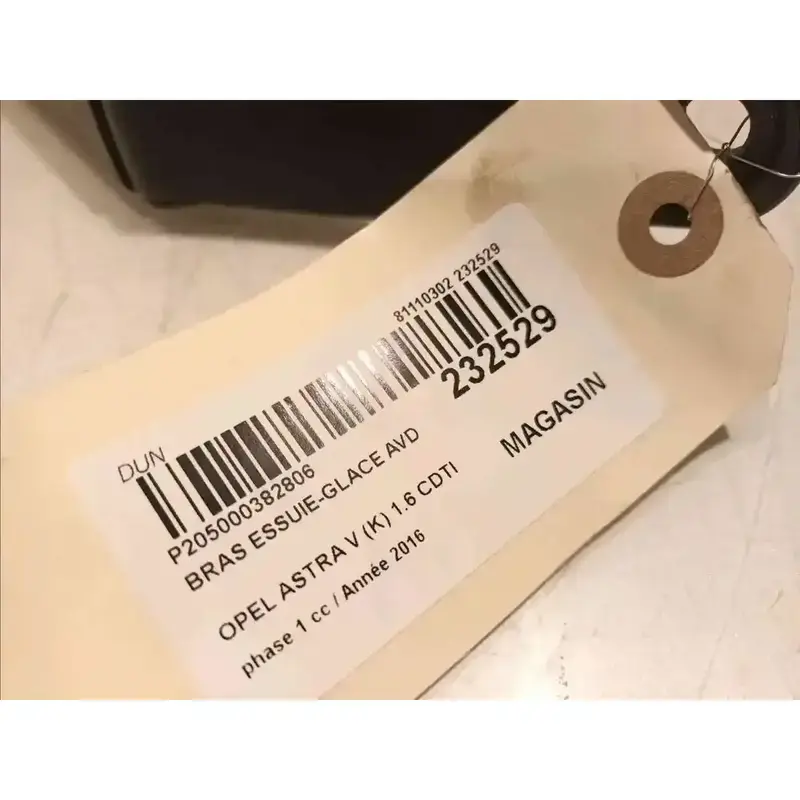 81110302 232529
232529
DUN
P205000382806
BRAS ESSUIE-GLACE AVD
MAGASIN
OPEL ASTRA V (K) 1.6 CDTI
phase 1 cc / Année 2016